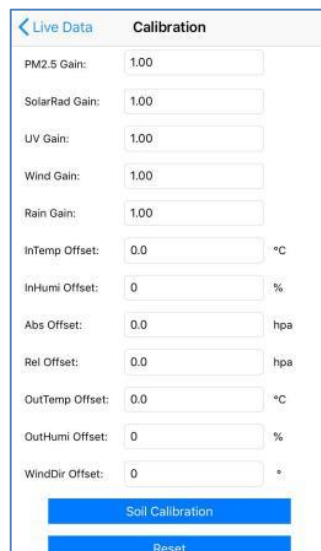 Live Data Calibration
PM2.5 Gain: 1.00
SolarRad Gain: 1.00
UV Gain: 1.00
Wind Gain: 1.00
Rain Gain: 1.00
InTemp Offset: 0.0 °C
InHumi Offset: 0 %
Abs Offset: 0.0 hpa
Rel Offset: 0.0 hpa
OutTemp Offset: 0.0 °C
OutHumi Offset: 0 %
WindDir Offset: 0 °
Soil Calibration
Reset